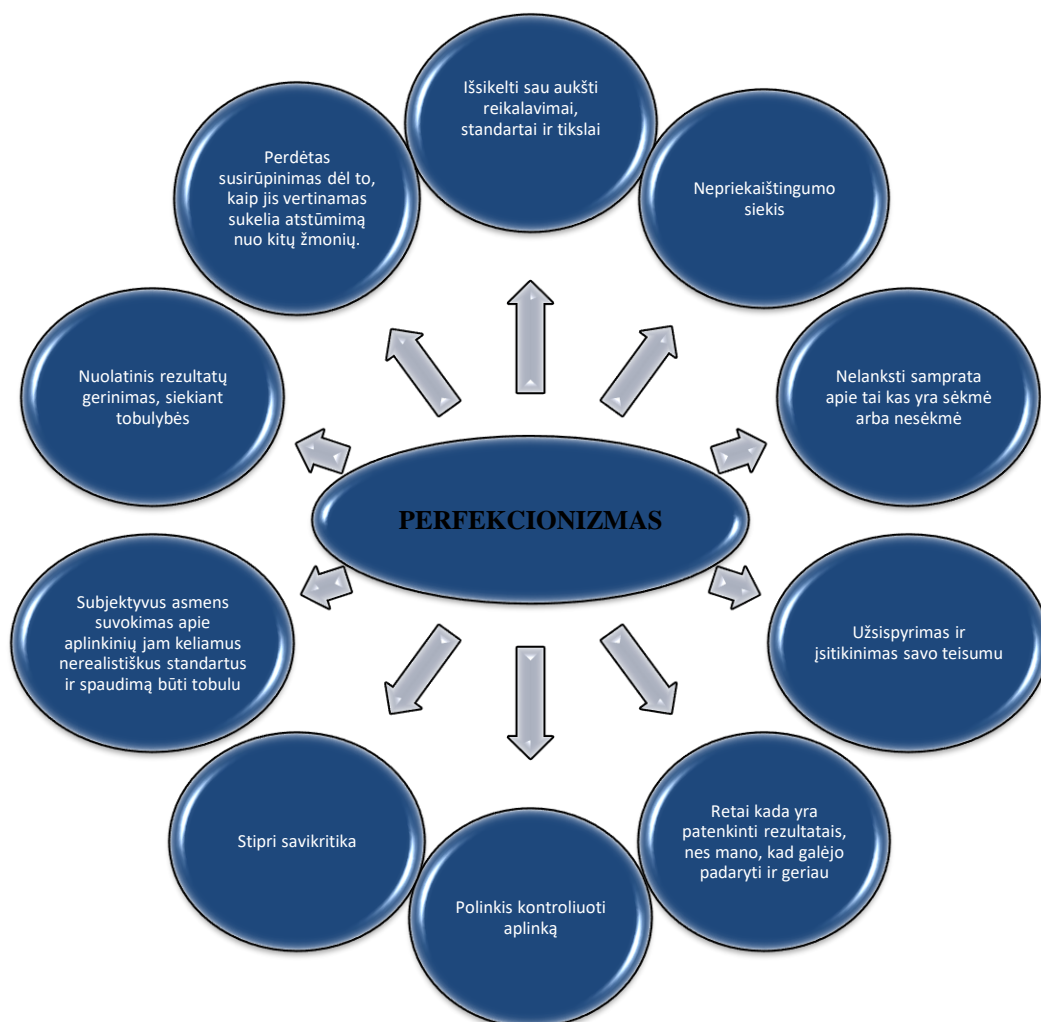 Išsikelti sau aukšti
reikalavimai,
standartai ir tikslai
Nepriekaištingumo
siekis
Nelanksti samprata
apie tai kas yra sėkmė
arba nesėkmė
Užsispyrimas ir
įsitikinimas savo teisumu
Retai kada yra
patenkinti rezultatais,
nes mano, kad galėjo
padaryti ir geriau
Polinkis kontroliuoti
aplinką
Stipri savikritika
Subjektyvus asmens
suvokimas apie
aplinkinių jam keliamus
nerealistiškus standartus
ir spaudimą būti tobulu
Nuolatinis rezultatų
gerinimas, siekiant
tobulybės
Perdėtas
susirūpinimas dėl to,
kaip jis vertinamas
sukelia atstūmimą
nuo kitų žmonių.
PERFEKCIONIZMAS